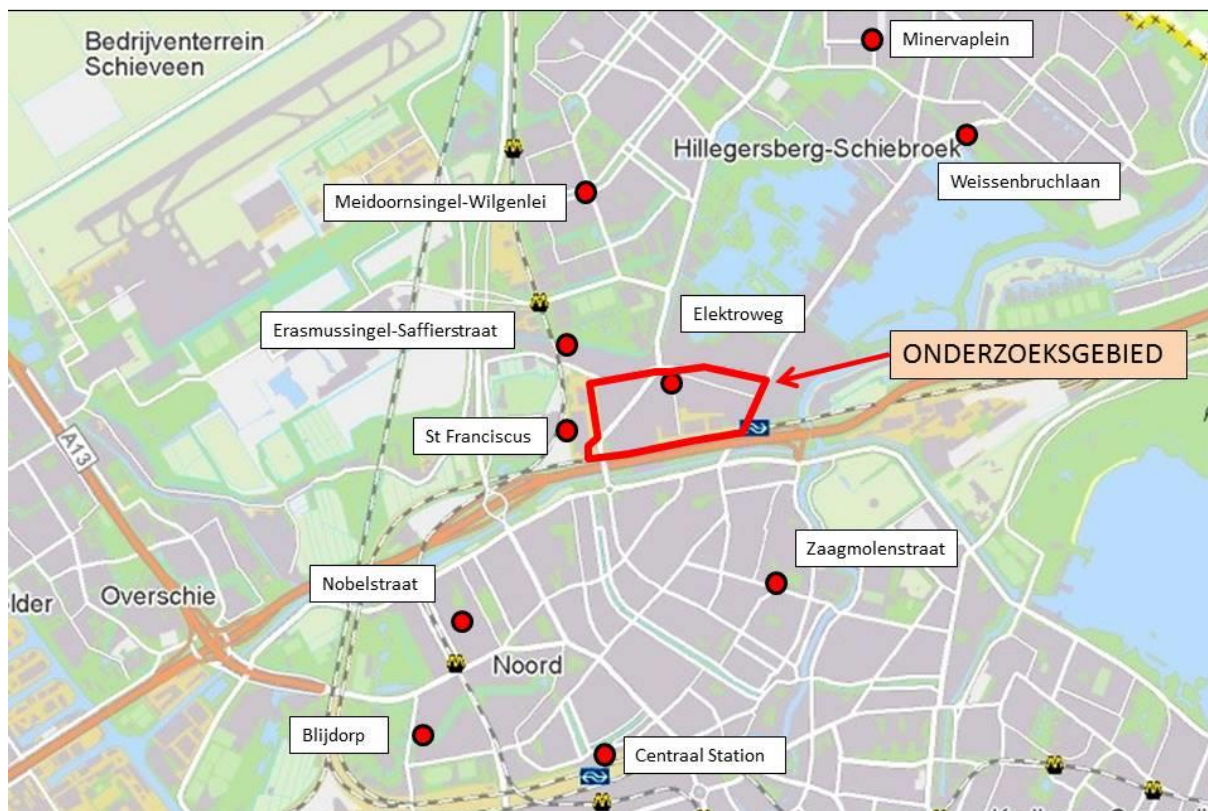 Bedrijventerrein
Schieveen
Minervaplein
Hillegersberg-Schiebroek
Weissenbruchlaan
Meidoornsingel-Wilgenlei
Elektroweg
Erasmussingel-Saffierstraat
ONDERZOEKSGEBIED
St Franciscus
A13
Zaagmolenstraat
Nobelstraat
Overschie
older
Noord
Blijdorp
Centraal Station